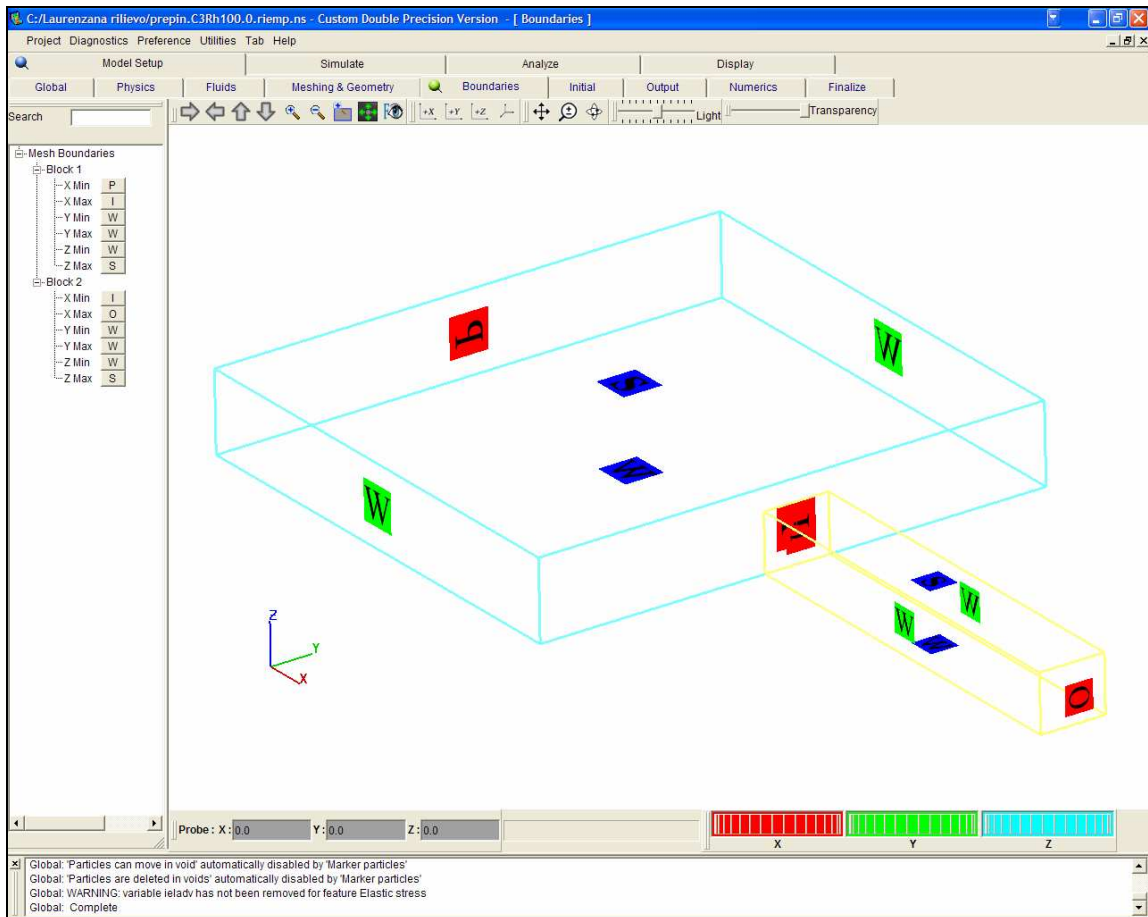 C:/Laurenzana rilievo/prepin.C3Rh100.0.riemp.ns - Custom Double Precision Version - [ Boundaries ]
Project Diagnostics Preference Utilities Tab Help
Model Setup Simulate Analyze Display
Global Physics Fluids Meshing & Geometry Boundaries Initial Output Numerics Finalize
Search +X +Y +Z Light Transparency
Mesh Boundaries
Block 1
X Min P
X Max I
Y Min W
Y Max W
Z Min W
Z Max S
Block 2
X Min I
X Max O
Y Min W
Y Max W
Z Min W
Z Max S
P
W
S
W
W
I
S
W
W
W
O
Z
Y
X
Probe : X: 0.0 Y: 0.0 Z: 0.0
X Y Z
Global: 'Particles can move in void' automatically disabled by 'Marker particles'
Global: 'Particles are deleted in voids' automatically disabled by 'Marker particles'
Global: WARNING: variable ieladv has not been removed for feature Elastic stress
Global: Complete